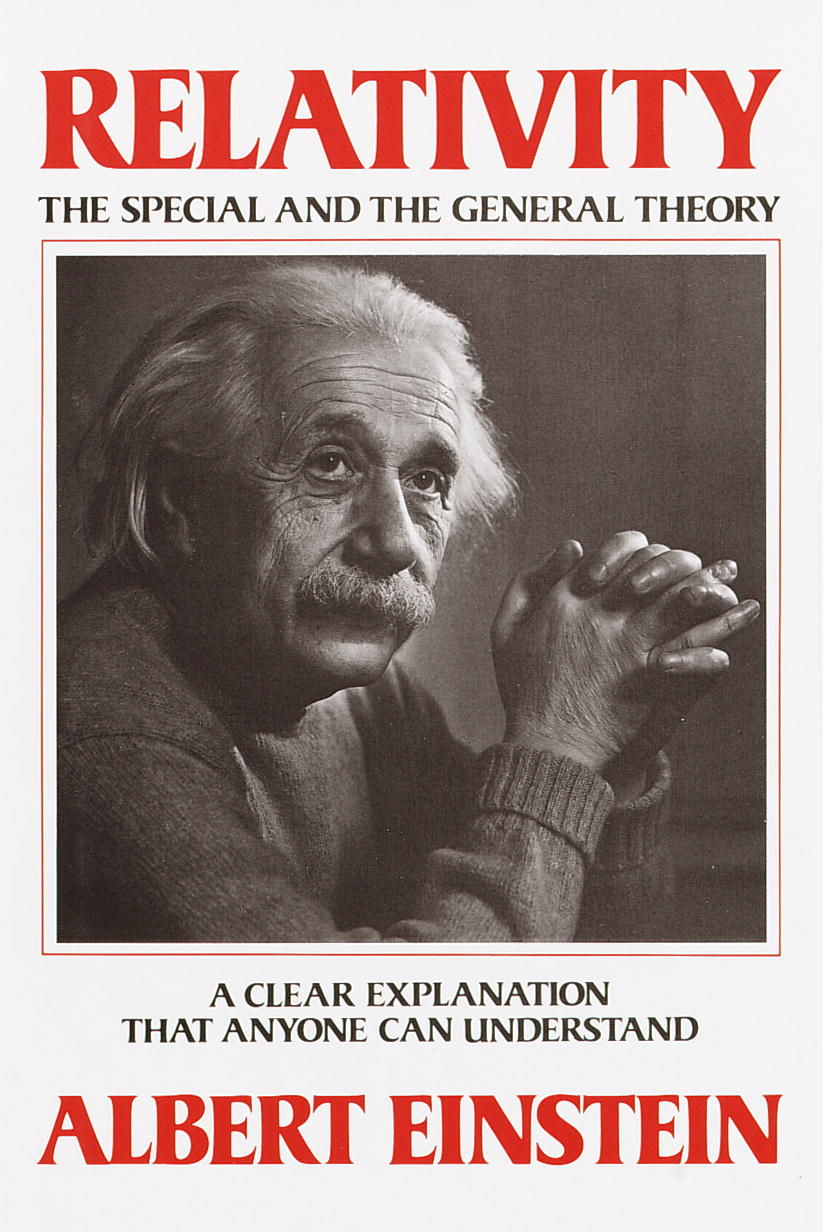 RELATIVITY
THE SPECIAL AND THE GENERAL THEORY
A CLEAR EXPLANATION
THAT ANYONE CAN UNDERSTAND
ALBERT EINSTEIN